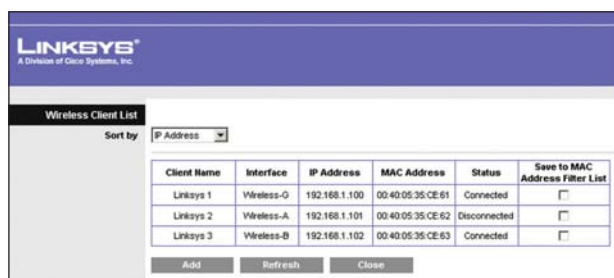 LINKSYS®
A Division of Cisco Systems, Inc.
Wireless Client List
Sort by IP Address
Client Name Interface IP Address MAC Address Status Save to MAC Address Filter List
Linksys 1 Wireless-G 192.168.1.100 00:40:05:35:CE:61 Connected
Linksys 2 Wireless-A 192.168.1.101 00:40:05:35:CE:62 Disconnected
Linksys 3 Wireless-B 192.168.1.102 00:40:05:35:CE:63 Connected
Add Refresh Close